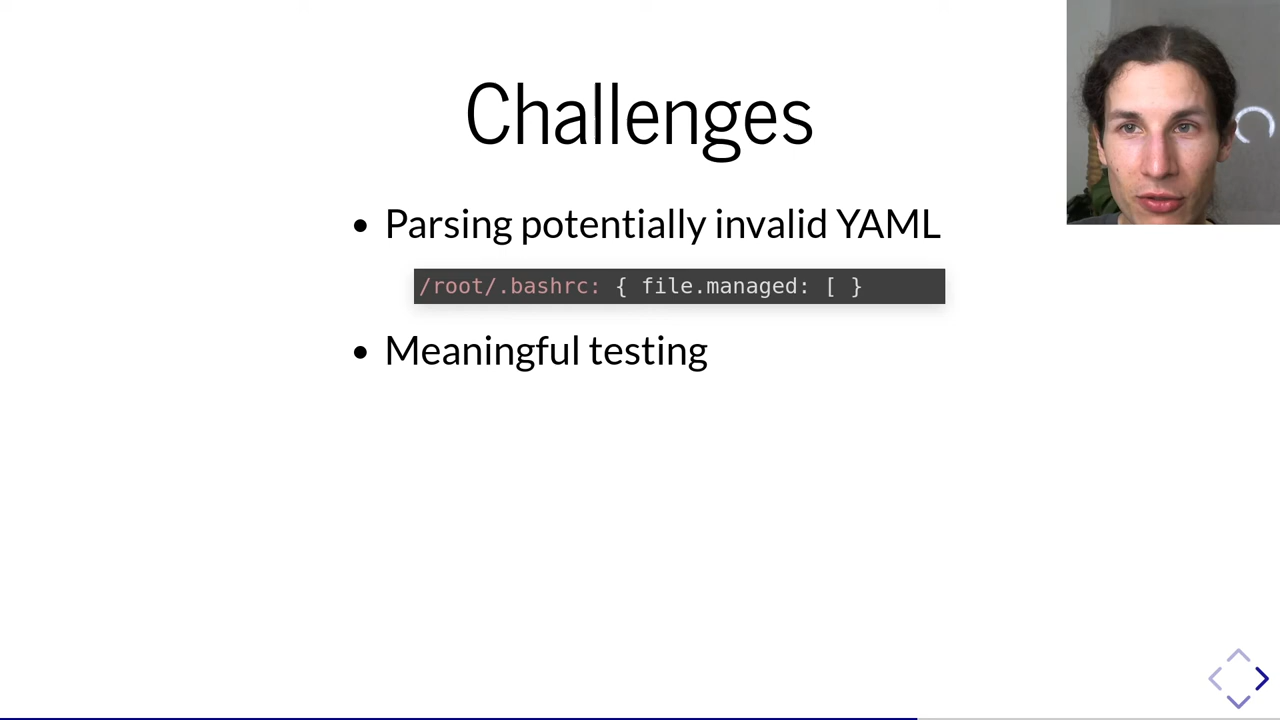 Challenges
Parsing potentially invalid YAML
/root/.bashrc: { file.managed: [ }
Meaningful testing